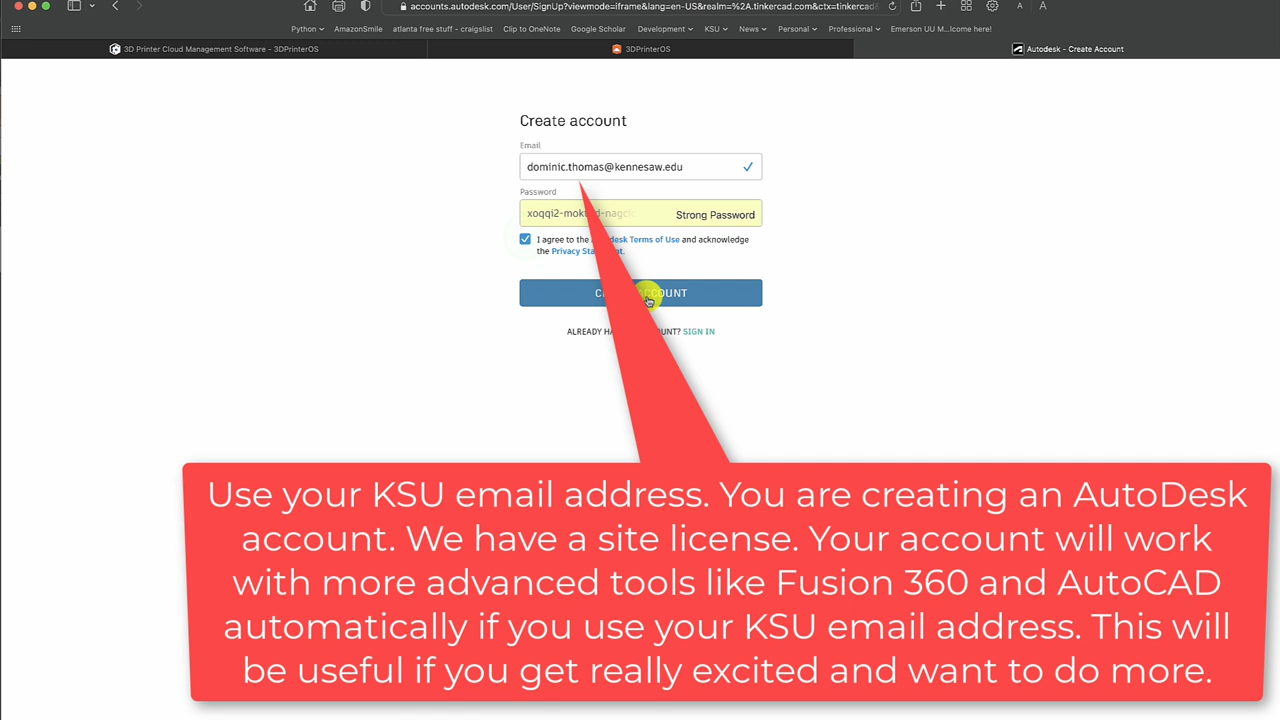 accounts.autodesk.com/User/SignUp?viewmode=iframe&lang=en-US&realm=%2A.tinkercad.com&ctx=tinkercad&
A A
Python AmazonSmile atlanta free stuff - craigslist Clip to OneNote Google Scholar Development KSU News Personal Professional Emerson UU M...lcome here!
3D Printer Cloud Management Software - 3DPrinterOS 3DPrinterOS Autodesk - Create Account
Create account
Email
dominic.thomas@kennesaw.edu
Password
Strong Password
I agree to the Terms of Use and acknowledge
the Privacy
ALREADY ACCOUNT? SIGN IN
Use your KSU email address. You are creating an AutoDesk
account. We have a site license. Your account will work
with more advanced tools like Fusion 360 and AutoCAD
automatically if you use your KSU email address. This will
be useful if you get really excited and want to do more.